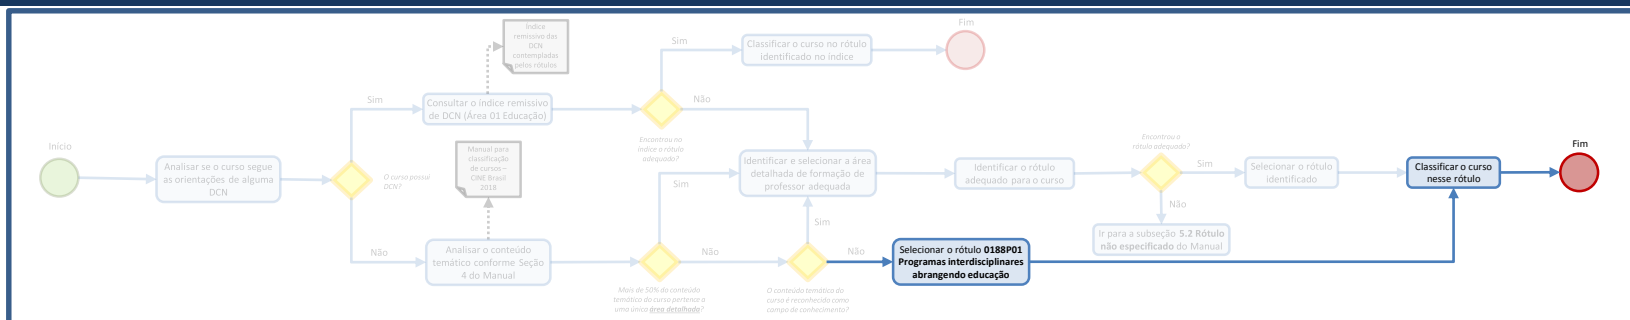 Índice
remissivo das
DCN
contempladas
pelos rótulos
Fim
Sim
Classificar o curso no rótulo
identificado no índice
Sim
Consultar o índice remissivo
de DCN (Área 01 Educação)
Não
Início
Analisar se o curso segue
as orientações de alguma
DCN
O curso possui
DCN?
Manual para
classificação
de cursos –
CINE Brasil
2018
Encontrou no
índice o rótulo
adequado?
Identificar e selecionar a área
detalhada de formação de
professor adequada
Identificar o rótulo
adequado para o curso
Encontrou o
rótulo adequado?
Sim
Selecionar o rótulo
identificado
Classificar o curso
nesse rótulo
Fim
Sim
Não
Ir para a subseção 5.2 Rótulo
não especificado do Manual
Sim
Não
Analisar o conteúdo
temático conforme Seção
4 do Manual
Não
Não
Selecionar o rótulo 0188P01
Programas interdisciplinares
abrangendo educação
Mais de 50% do conteúdo
temático do curso pertence a
uma única área detalhada?
O conteúdo temático do
curso é reconhecido como
campo de conhecimento?